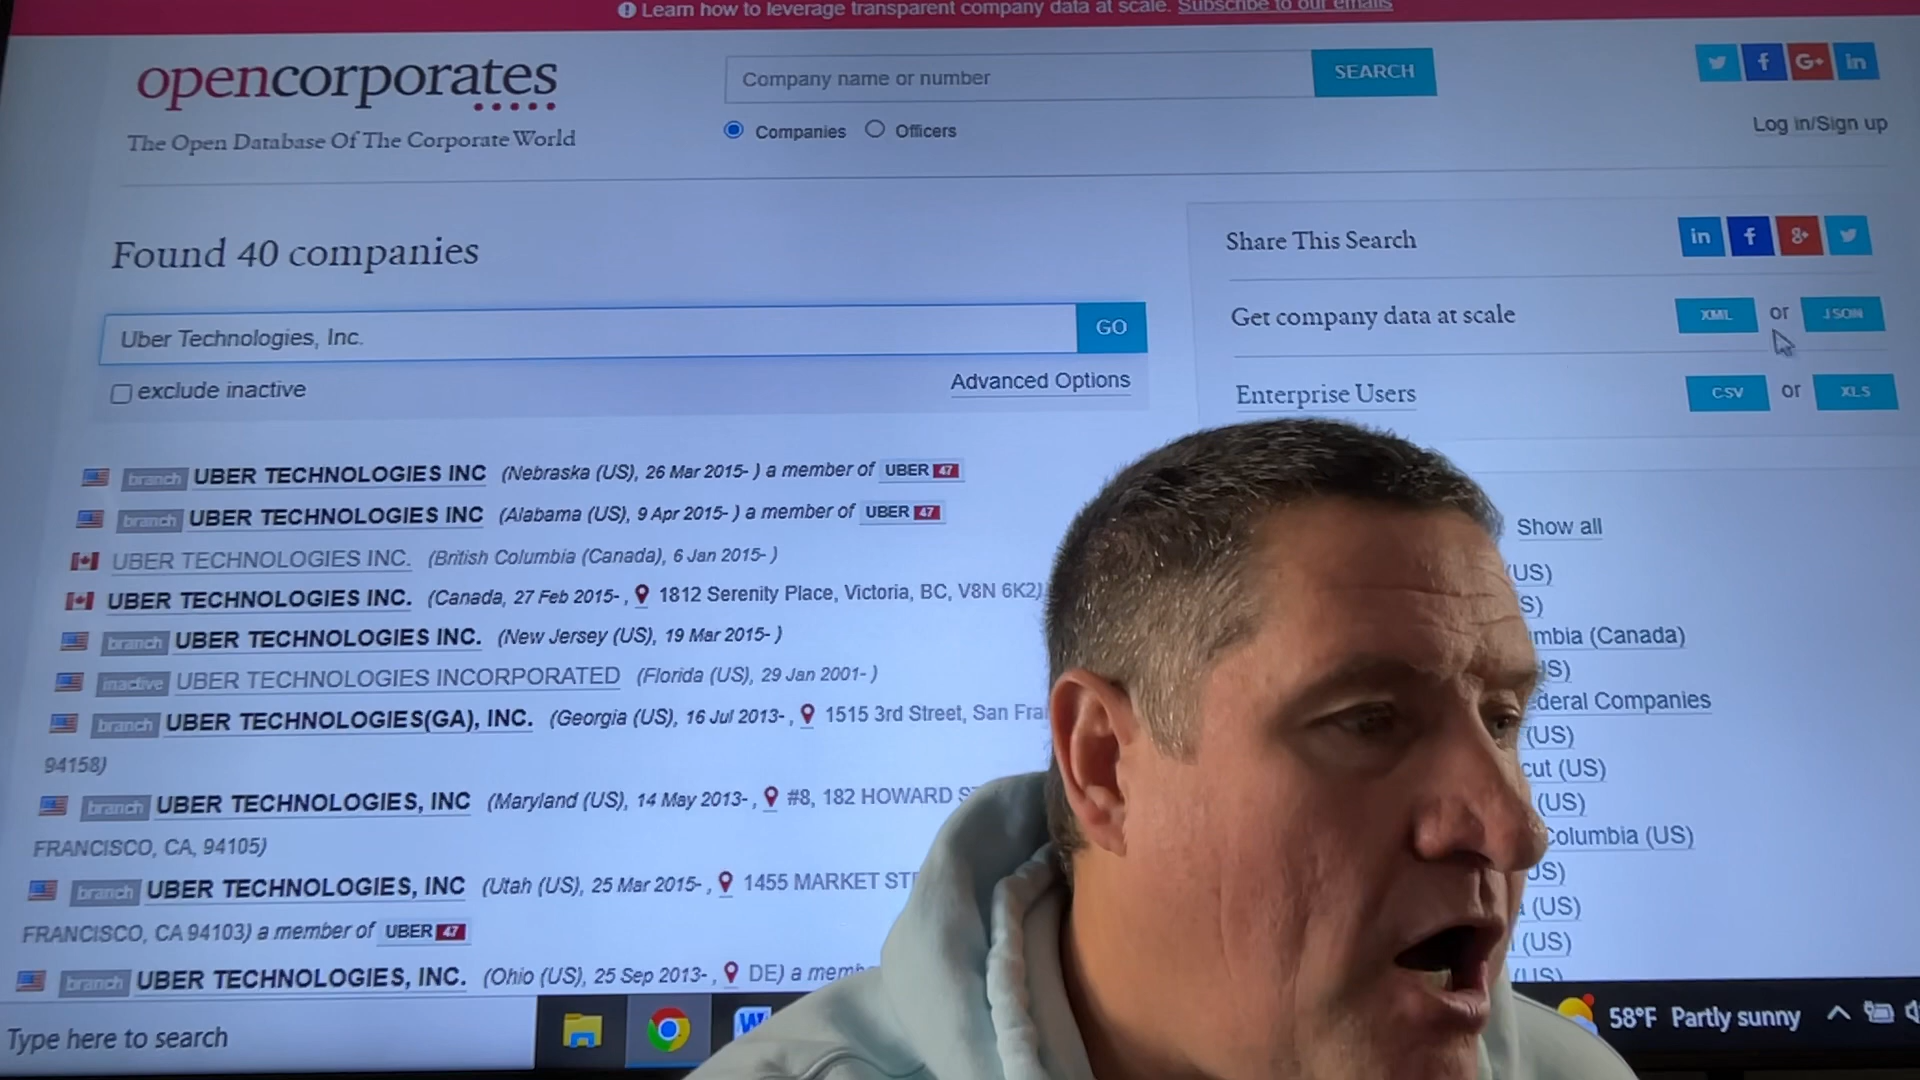 Learn how to leverage transparent company data at scale. Subscribe to our emails
opencorporates
The Open Database Of The Corporate World
Company name or number
SEARCH
Companies Officers
Log in/Sign up
Found 40 companies
Uber Technologies, Inc.
GO
exclude inactive
Advanced Options
Share This Search
Get company data at scale
XML or JSON
Enterprise Users
CSV or XLS
branch UBER TECHNOLOGIES INC (Nebraska (US), 26 Mar 2015- ) a member of UBER 47
branch UBER TECHNOLOGIES INC (Alabama (US), 9 Apr 2015- ) a member of UBER 47
UBER TECHNOLOGIES INC. (British Columbia (Canada), 6 Jan 2015- )
UBER TECHNOLOGIES INC. (Canada, 27 Feb 2015- , 1812 Serenity Place, Victoria, BC, V8N 6K2)
branch UBER TECHNOLOGIES INC. (New Jersey (US), 19 Mar 2015- )
inactive UBER TECHNOLOGIES INCORPORATED (Florida (US), 29 Jan 2001- )
branch UBER TECHNOLOGIES(GA), INC. (Georgia (US), 16 Jul 2013- , 1515 3rd Street, San
94158)
branch UBER TECHNOLOGIES, INC (Maryland (US), 14 May 2013- , #8, 182 HOWARD
FRANCISCO, CA, 94105)
branch UBER TECHNOLOGIES, INC (Utah (US), 25 Mar 2015- , 1455 MARKET
FRANCISCO, CA 94103) a member of UBER 47
branch UBER TECHNOLOGIES, INC. (Ohio (US), 25 Sep 2013- , DE) a
Show all
(US)
(Canada)
Companies
(US)
(US)
(US)
Columbia (US)
(US)
(US)
Type here to search
58°F Partly sunny